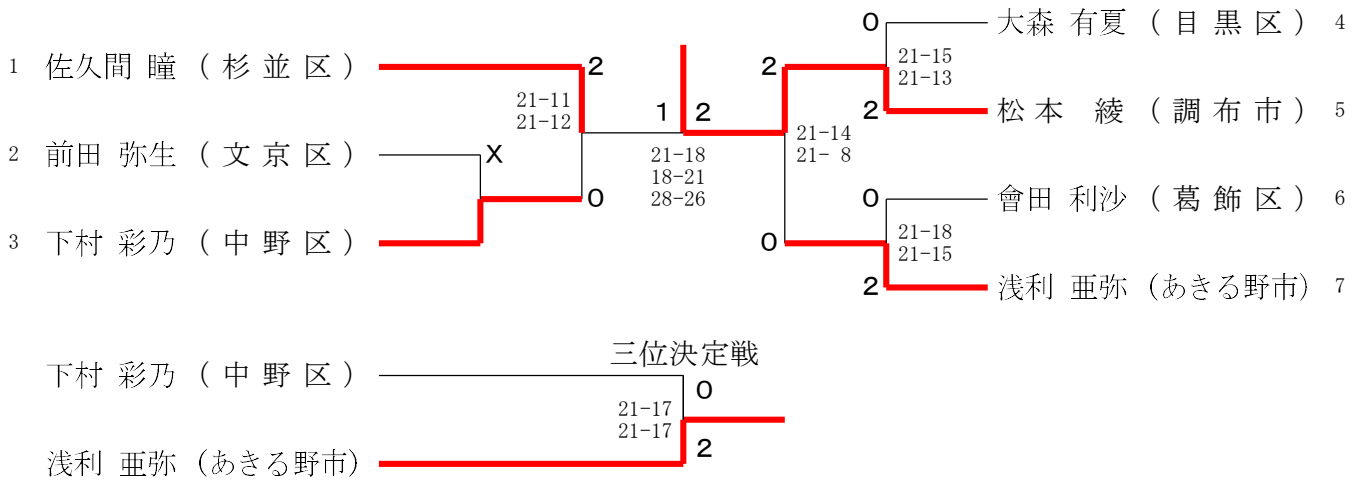 1 佐久間 瞳 (杉並区)
2
21-11
21-12
2 前田 弥生 (文京区)
X
0
3 下村 彩乃 (中野区)
1 2
21-18
18-21
28-26
0
大森 有夏 (目黒区) 4
21-15
21-13
2
2
松本 綾 (調布市) 5
21-14
21- 8
0
會田 利沙 (葛飾区) 6
21-18
21-15
0
2
浅利 亜弥 (あきる野市) 7
三位決定戦
下村 彩乃 (中野区)
0
21-17
21-17
2
浅利 亜弥 (あきる野市)